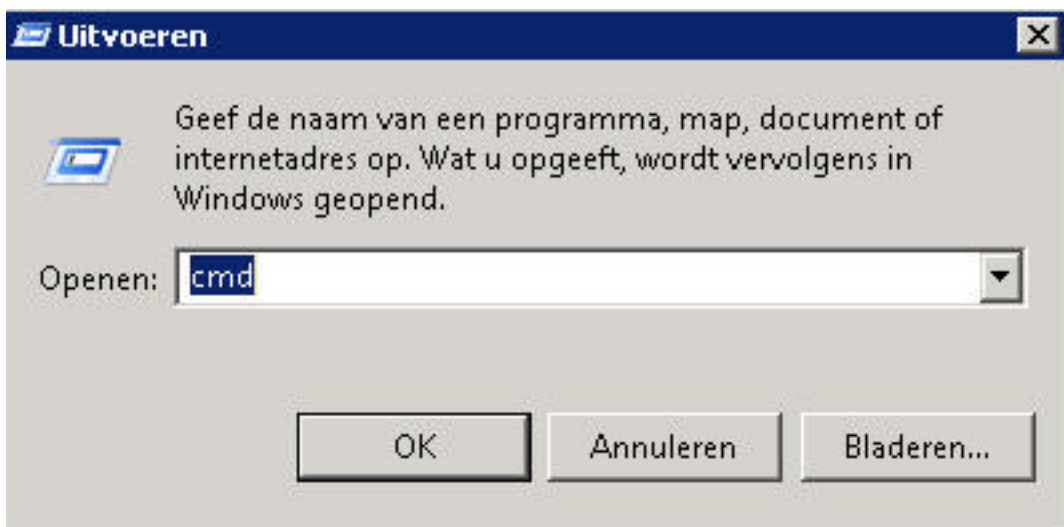 Uitvoeren
Geef de naam van een programma, map, document of
internetadres op. Wat u opgeeft, wordt vervolgens in
Windows geopend.
Openen: cmd
OK Annuleren Bladeren...